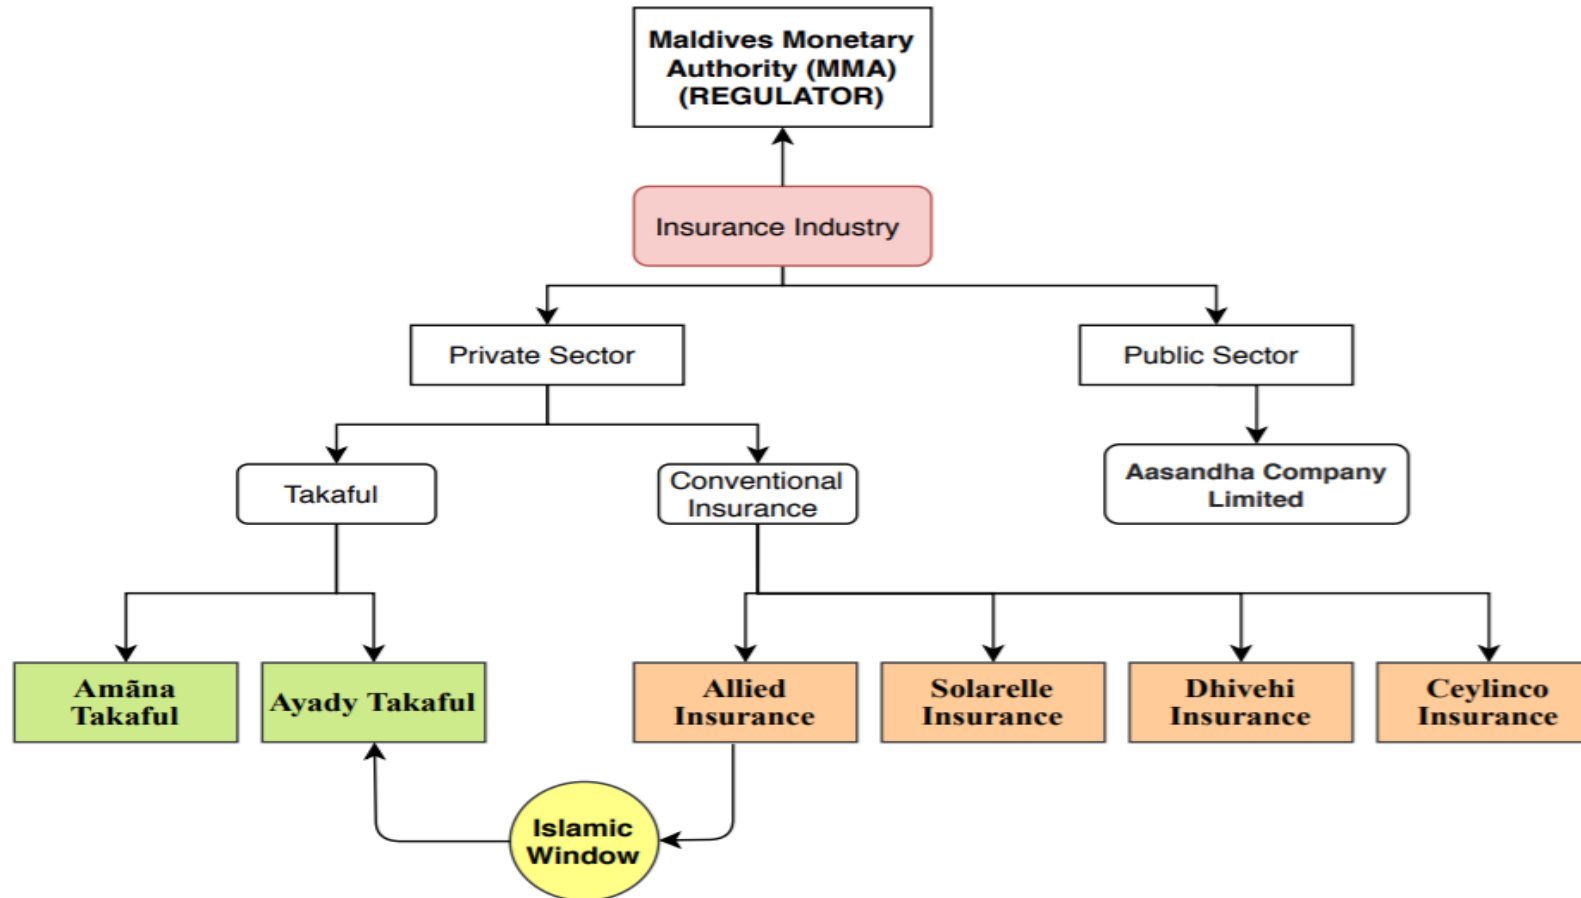 Maldives Monetary
Authority (MMA)
(REGULATOR)
Insurance Industry
Private Sector
Public Sector
Takaful
Conventional
Insurance
Aasandha Company
Limited
Amãna
Takaful
Ayady Takaful
Allied
Insurance
Solarelle
Insurance
Dhivehi
Insurance
Ceylinco
Insurance
Islamic
Window